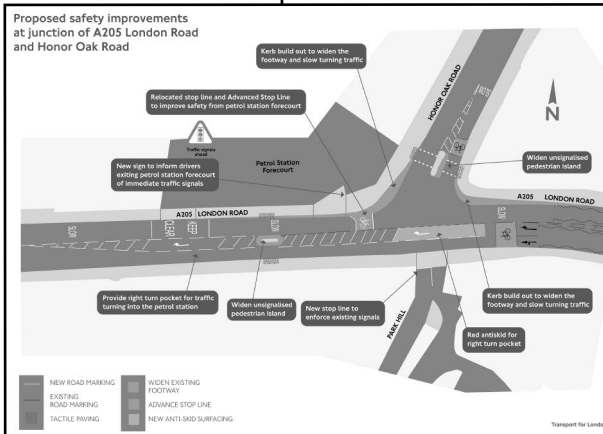 Proposed safety improvements
at junction of A205 London Road
and Honor Oak Road
Kerb build out to widen the
footway and slow turning traffic
Relocated stop line and Advanced Stop Line
to improve safety from petrol station forecourt
HONOR OAK ROAD
SLOW
N
Traffic signals
ahead
New sign to inform drivers
exiting petrol station forecourt
of immediate traffic signals
Petrol Station
Forecourt
Widen unsignalised
pedestrian island
A205 LONDON ROAD
A205 LONDON ROAD
SLOW
KEEP
CLEAR
SLOW
SLOW
Provide right turn pocket for traffic
turning into the petrol station
Widen unsignalised
pedestrian island
New stop line to
enforce existing signals
PARK HILL
Red antiskid for
right turn pocket
Kerb build out to widen the
footway and slow turning traffic
NEW ROAD MARKING
EXISTING
ROAD MARKING
TACTILE PAVING
WIDEN EXISTING
FOOTWAY
ADVANCE STOP LINE
NEW ANTI-SKID SURFACING
Transport for Londo